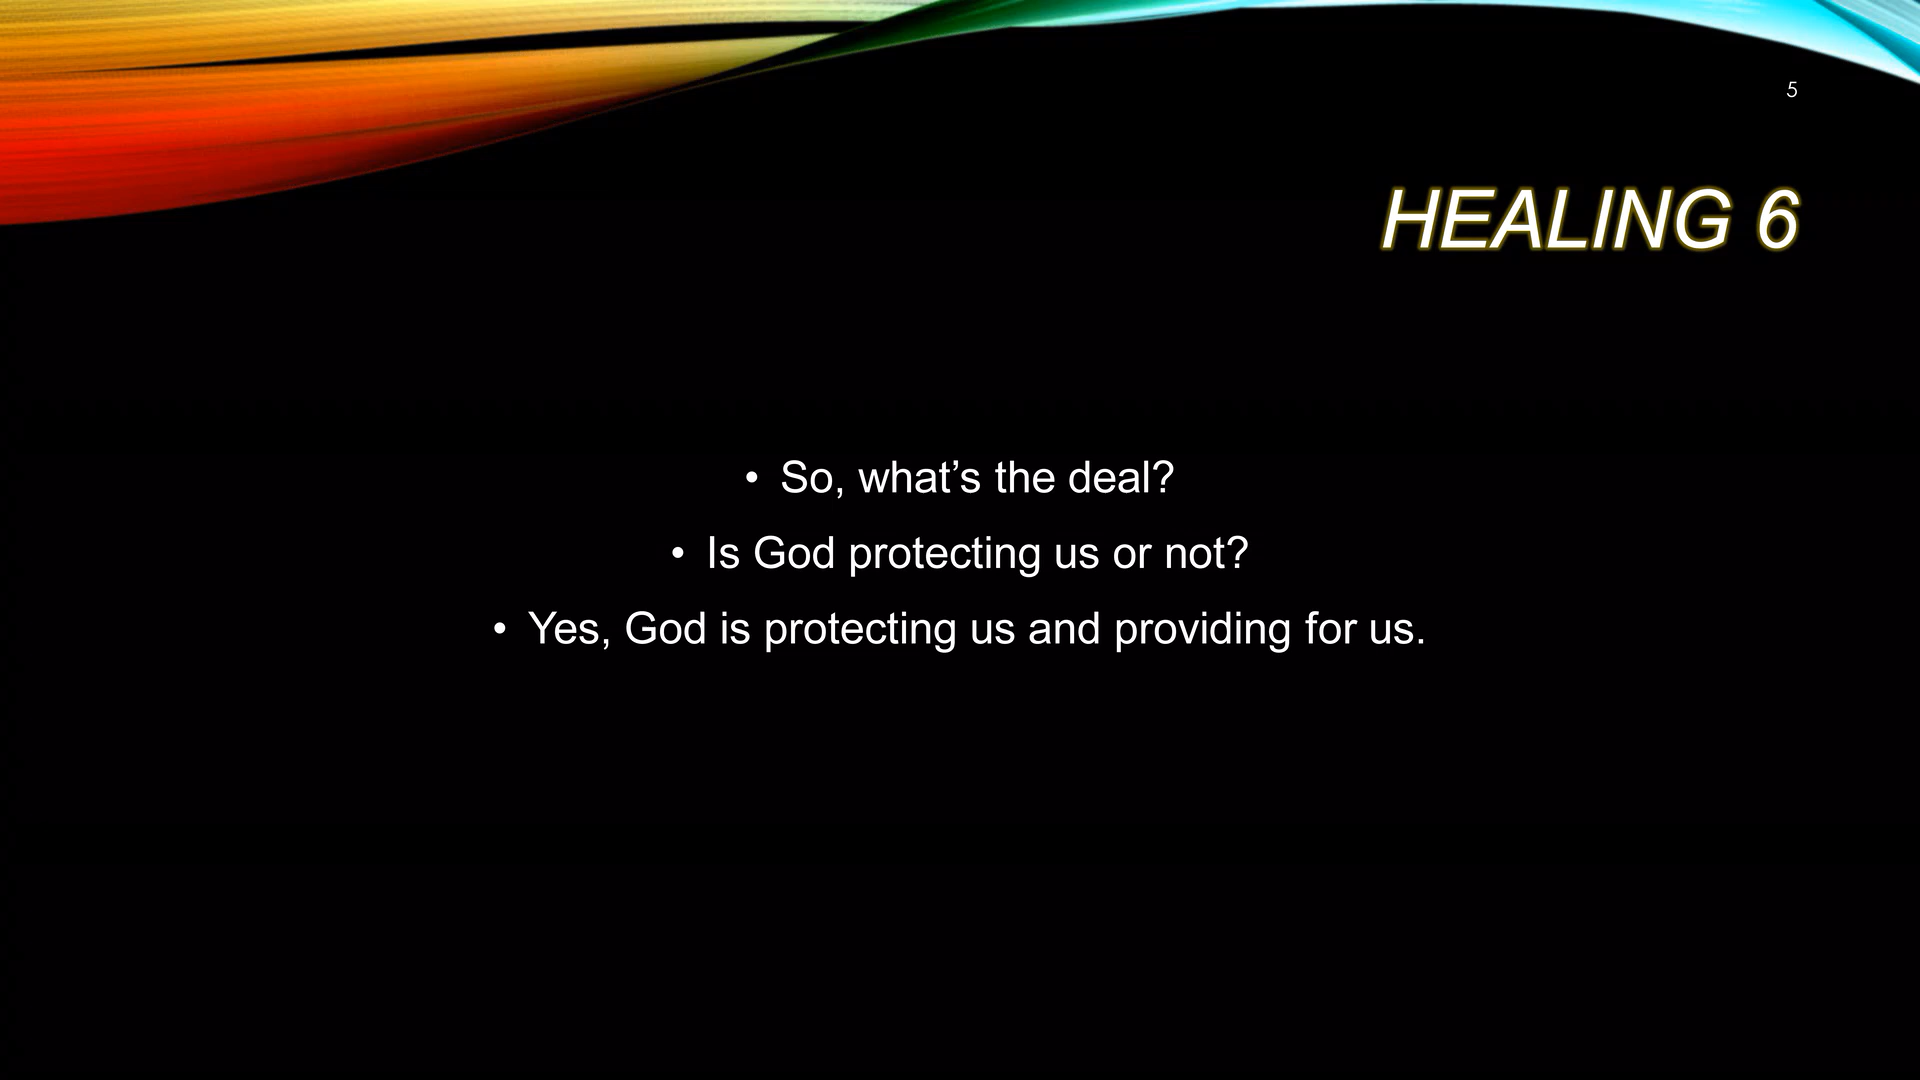 5
HEALING 6
• So, what’s the deal?
• Is God protecting us or not?
• Yes, God is protecting us and providing for us.